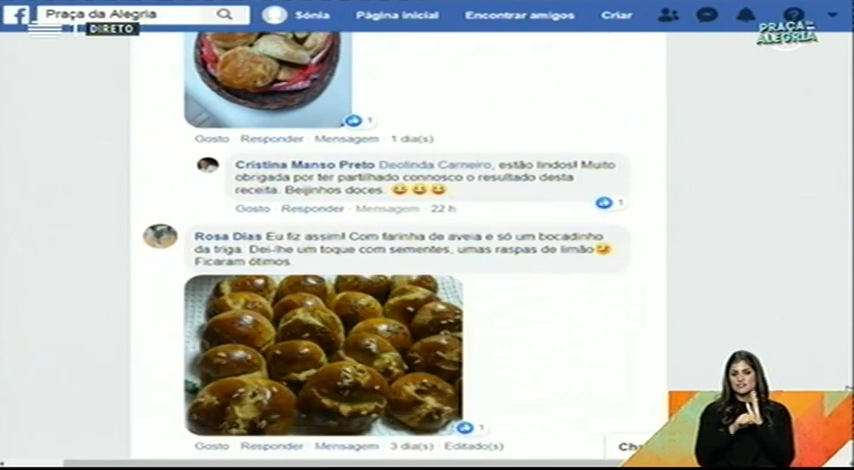 Praça da Alegria
Sónia
Página inicial
Encontrar amigos
Criar
DIRETO
PRAÇA DA
ALEGRIA
1
Gosto · Responder · Mensagem · 1 dia(s)
Cristina Manso Preto Deolinda Carneiro, estão lindos! Muito
obrigada por ter partilhado connosco o resultado desta
receita. Beijinhos doces. 😄😄😄
1
Gosto · Responder · Mensagem · 22 h
Rosa Dias Eu fiz assim! Com farinha de aveia e só um bocadinho
da triga. Dei-lhe um toque com sementes, umas raspas de limão😉
Ficaram ótimos.
1
Gosto · Responder · Mensagem · 3 dia(s) · Editado(s)